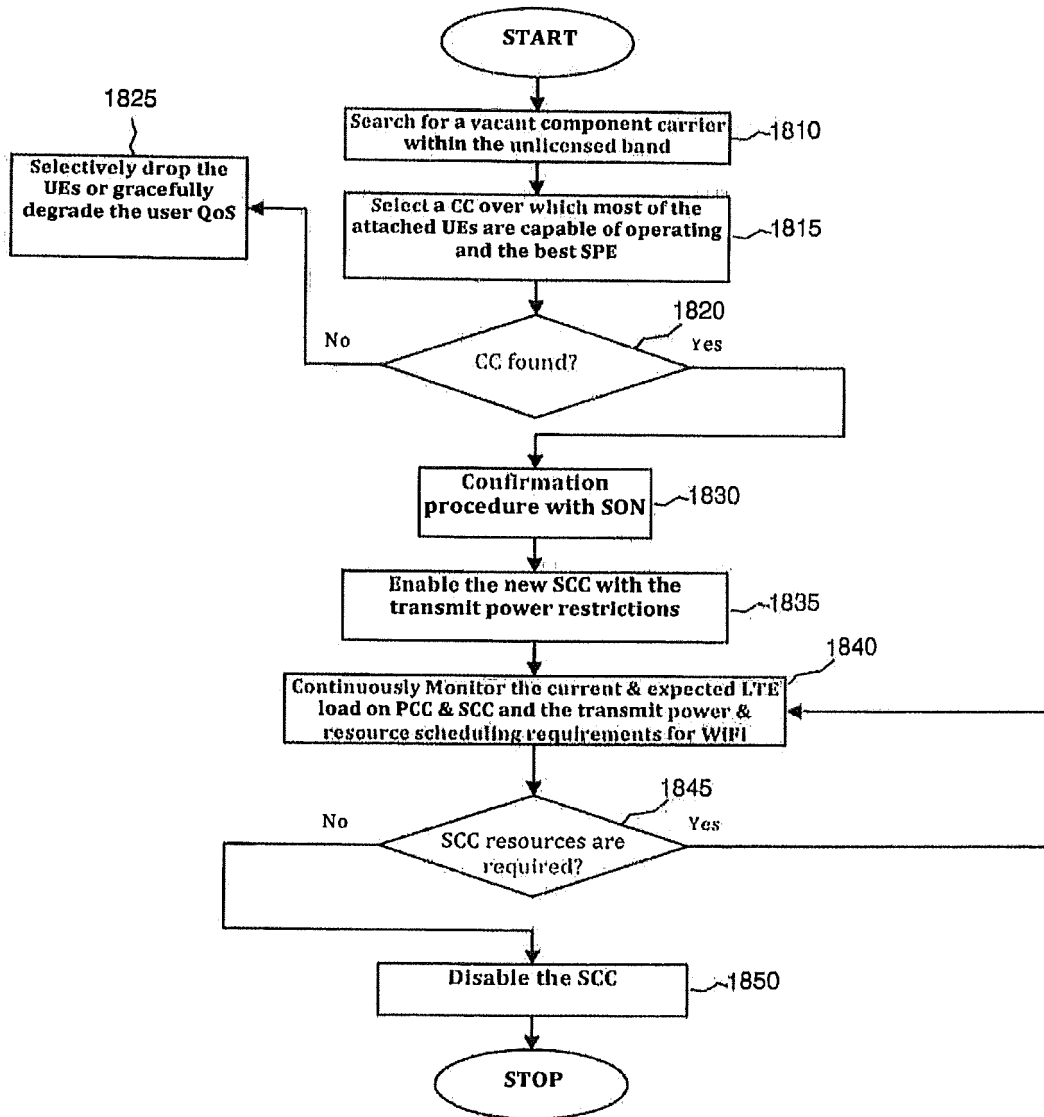 START
1825
Search for a vacant component carrier
within the unlicensed band
1810
Selectively drop the
UEs or gracefully
degrade the user QoS
Select a CC over which most of the
attached UEs are capable of operating
and the best SPE
1815
1820
No
Yes
CC found?
Confirmation
procedure with SON
1830
Enable the new SCC with the
transmit power restrictions
1835
1840
Continuously Monitor the current & expected LTE
load on PCC & SCC and the transmit power &
resource scheduling requirements for WiFi
1845
No
Yes
SCC resources are
required?
Disable the SCC
1850
STOP